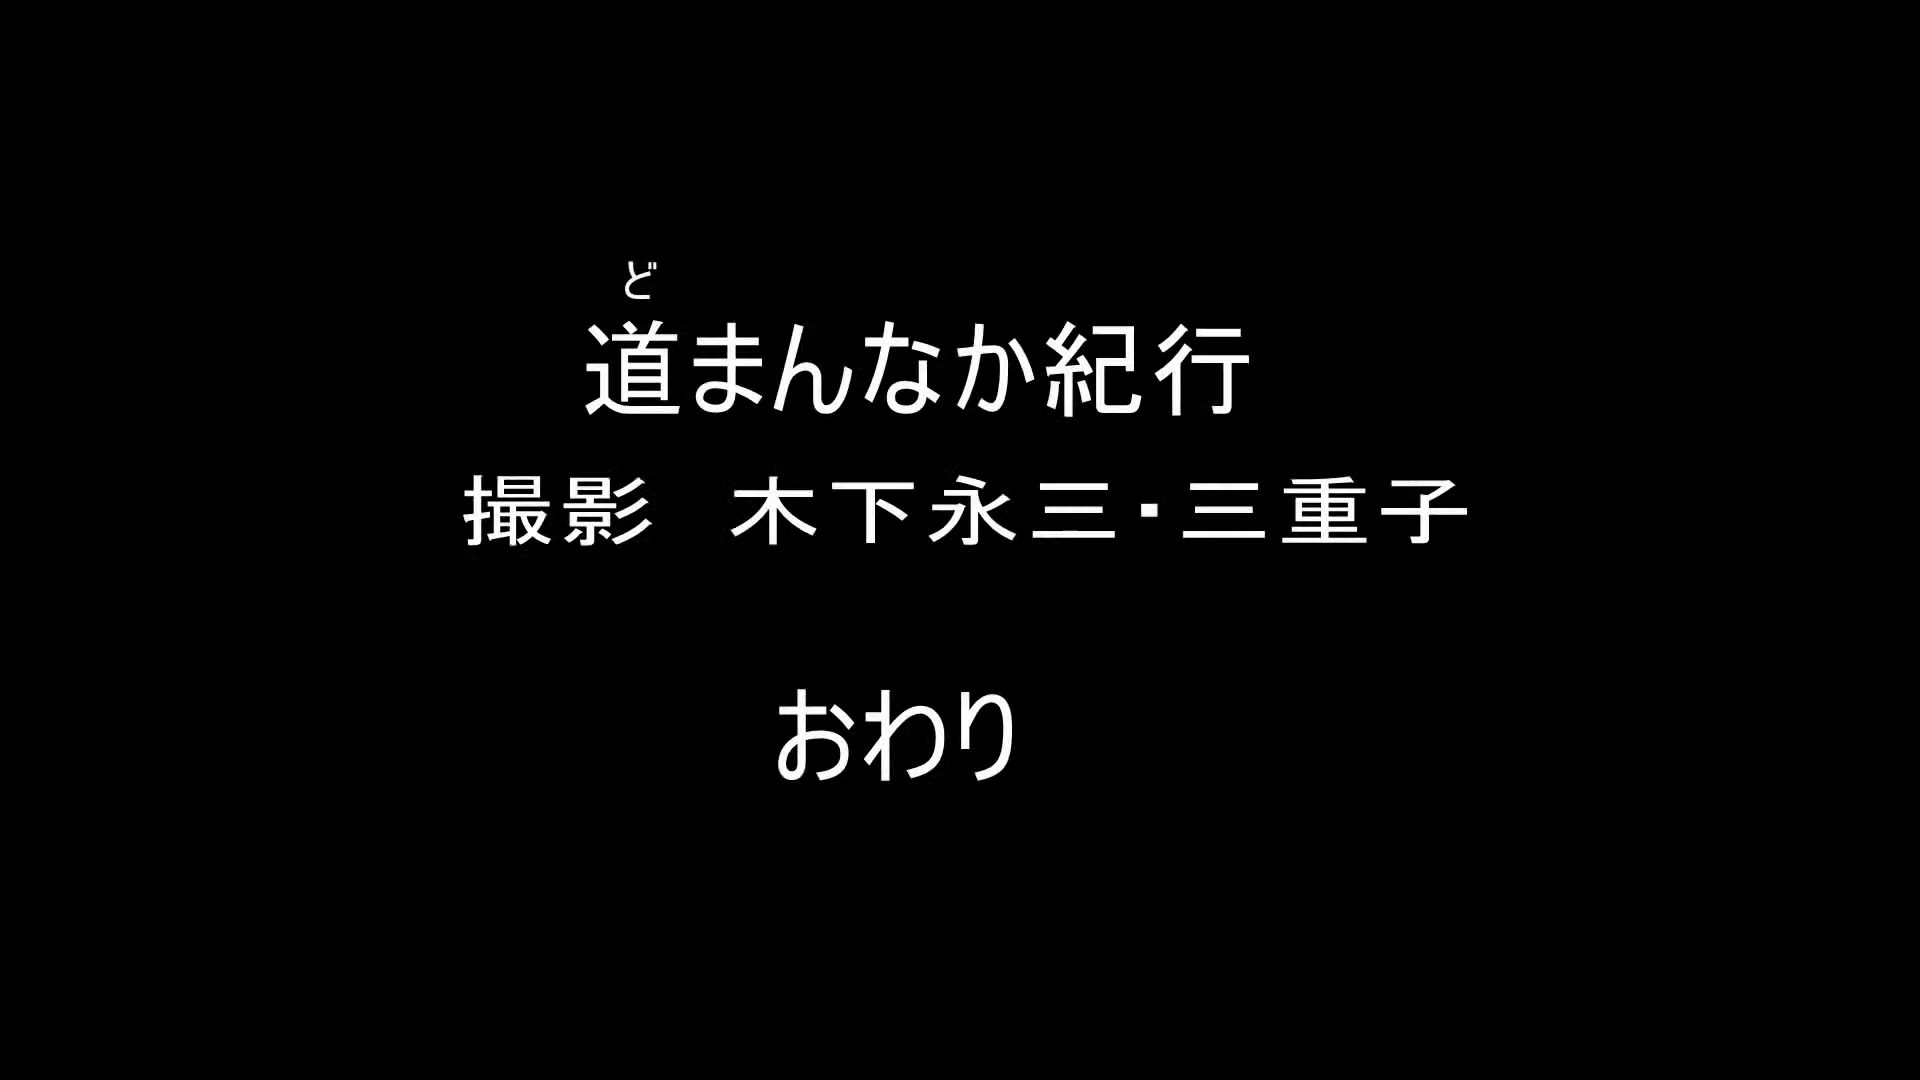 ど
道まんなか紀行
撮影　木下永三・三重子
おわり